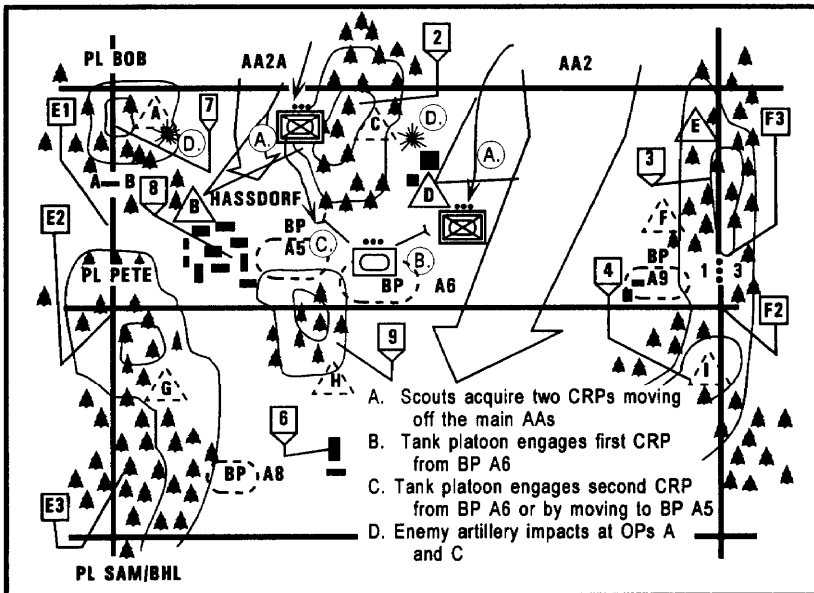 2
PL BOB
AA2A
AA2
E1
7
A
C
D.
E
F3
D.
A.
A.
3
A B
8
HASSDORF
B
D
F
E2
BP
A5
C.
B.
BP
1 3
PL PETE
BP A6
4
A9
F2
9
I
G
H
A. Scouts acquire two CRPs moving
off the main AAs
6
B. Tank platoon engages first CRP
from BP A6
BP A8
C. Tank platoon engages second CRP
from BP A6 or by moving to BP A5
E3
D. Enemy artillery impacts at OPs A
and C
PL SAM/BHL